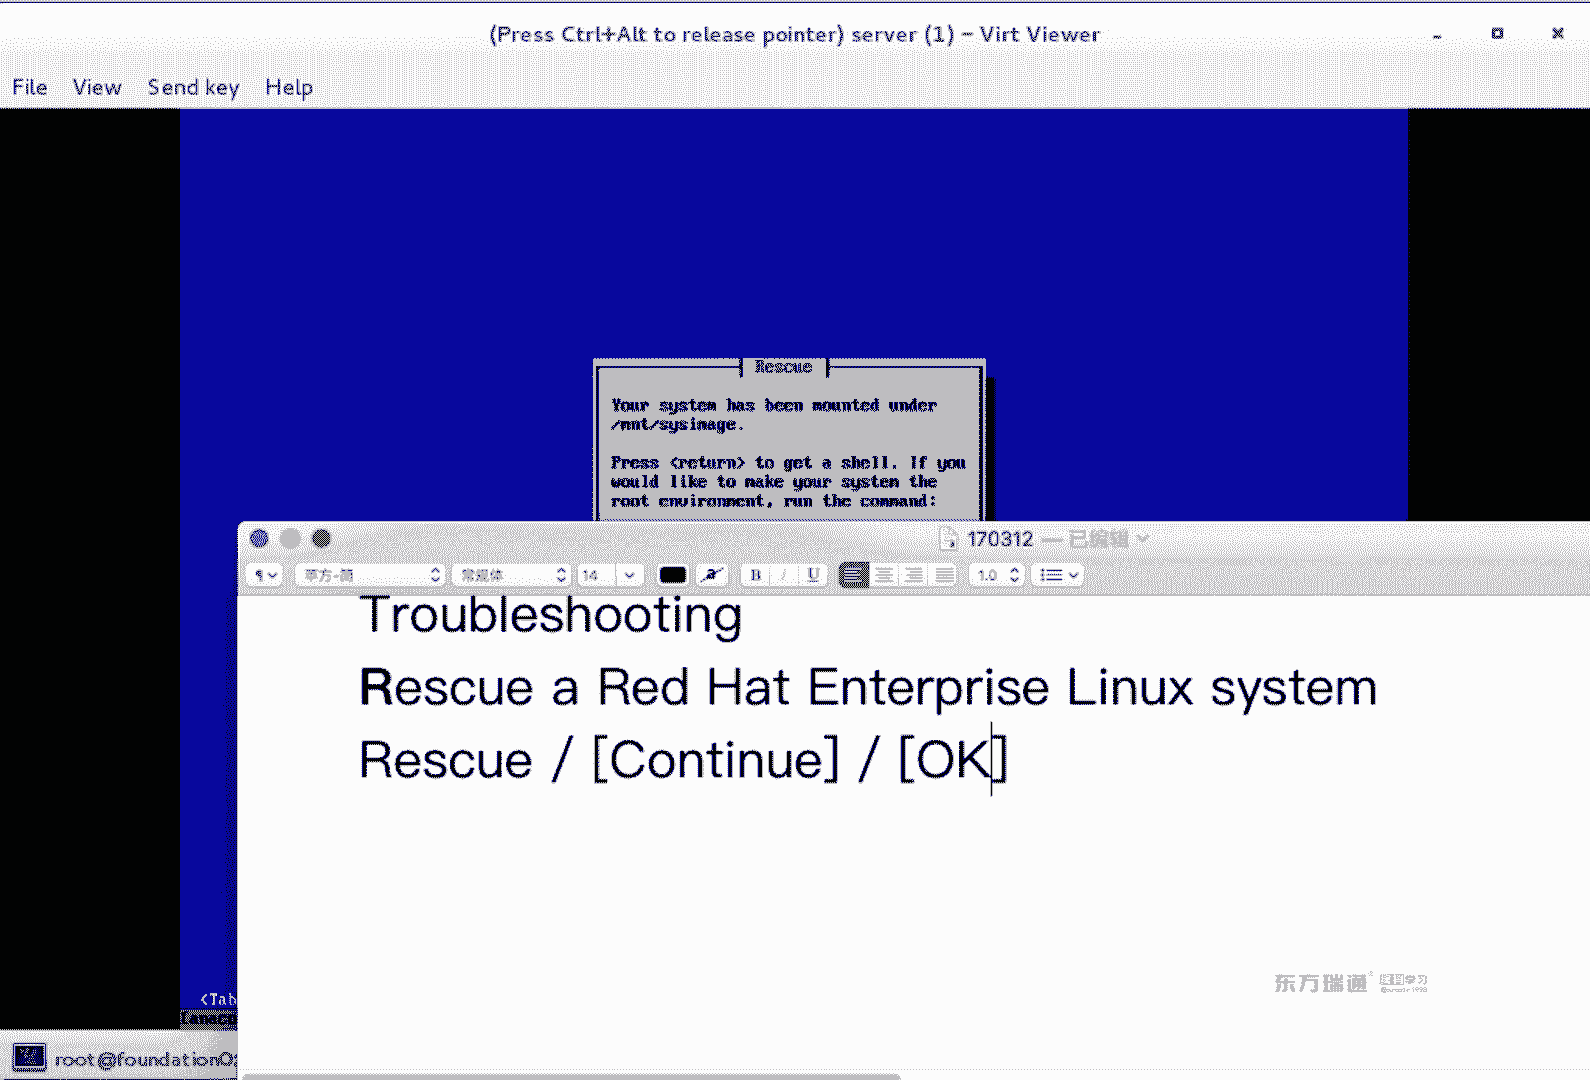 (Press Ctrl+Alt to release pointer) server (1) – Virt Viewer
File View Send key Help
Rescue
Your system has been mounted under
/mnt/sysimage.
Press <return> to get a shell. If you
would like to make your system the
root environment, run the command:
170312 — 已编辑
苹方-简 常规体 14 a B I U 1.0
Troubleshooting
Rescue a Red Hat Enterprise Linux system
Rescue / [Continue] / [OK]
东方瑞通
<Tab
root@foundation0